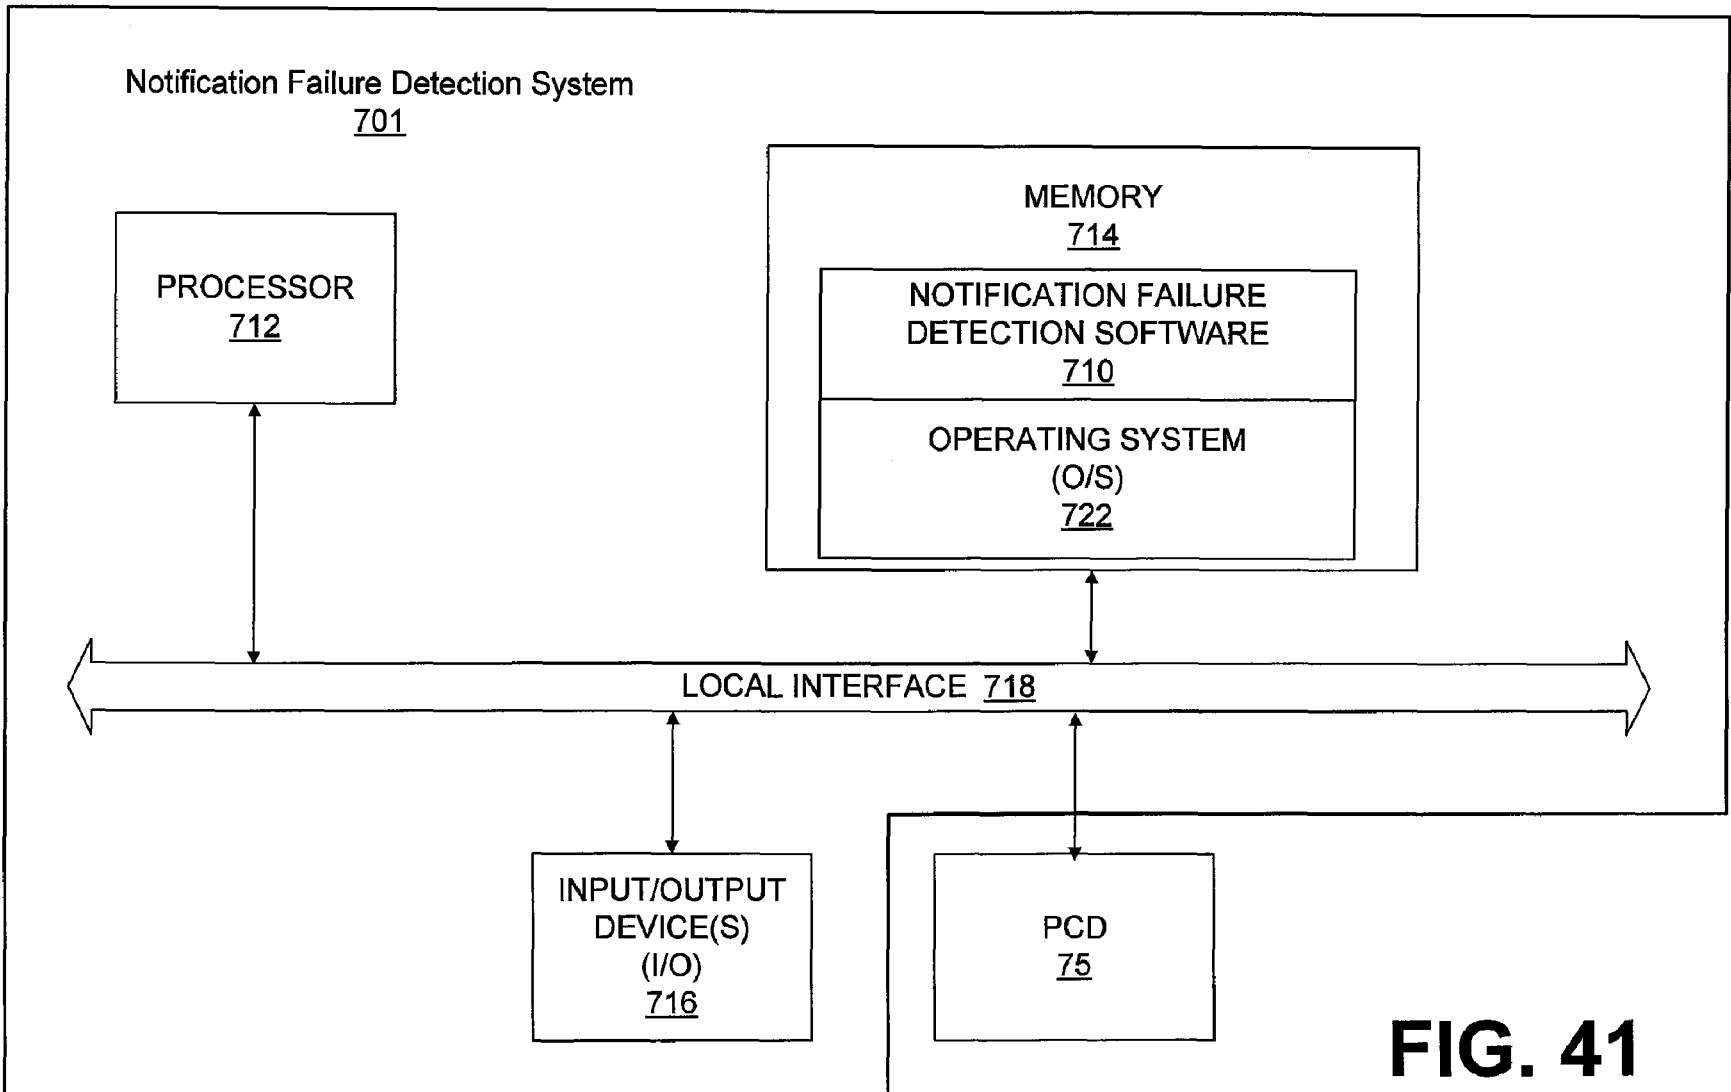 Notification Failure Detection System
701
MEMORY
714
PROCESSOR
712
NOTIFICATION FAILURE
DETECTION SOFTWARE
710
OPERATING SYSTEM
(O/S)
722
LOCAL INTERFACE 718
INPUT/OUTPUT
DEVICE(S)
(I/O)
716
PCD
75
FIG. 41